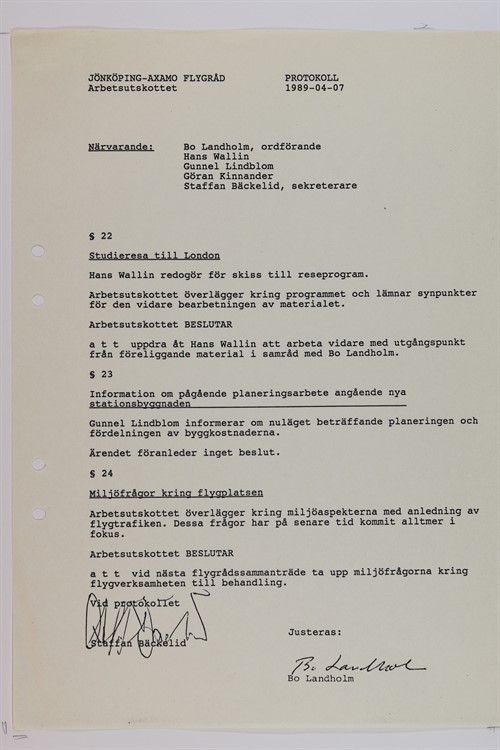 JÖNKÖPING-AXAMO FLYGRÅD PROTOKOLL
Arbetsutskottet 1989-04-07
Närvarande: Bo Landholm, ordförande
Hans Wallin
Gunnel Lindblom
Göran Kinnander
Staffan Bäckelid, sekreterare
§ 22
Studieresa till London
Hans Wallin redogör för skiss till reseprogram.
Arbetsutskottet överlägger kring programmet och lämnar synpunkter
för den vidare bearbetningen av materialet.
Arbetsutskottet BESLUTAR
a t t uppdra åt Hans Wallin att arbeta vidare med utgångspunkt
från föreliggande material i samråd med Bo Landholm.
§ 23
Information om pågående planeringsarbete angående nya
stationsbyggnaden
Gunnel Lindblom informerar om nuläget beträffande planeringen och
fördelningen av byggkostnaderna.
Ärendet föranleder inget beslut.
§ 24
Miljöfrågor kring flygplatsen
Arbetsutskottet överlägger kring miljöaspekterna med anledning av
flygtrafiken. Dessa frågor har på senare tid kommit alltmer i
fokus.
Arbetsutskottet BESLUTAR
a t t vid nästa flygrådssammanträde ta upp miljöfrågorna kring
flygverksamheten till behandling.
Vid protokollet
Staffan Bäckelid
Justeras:
Bo Landholm
Bo Landholm